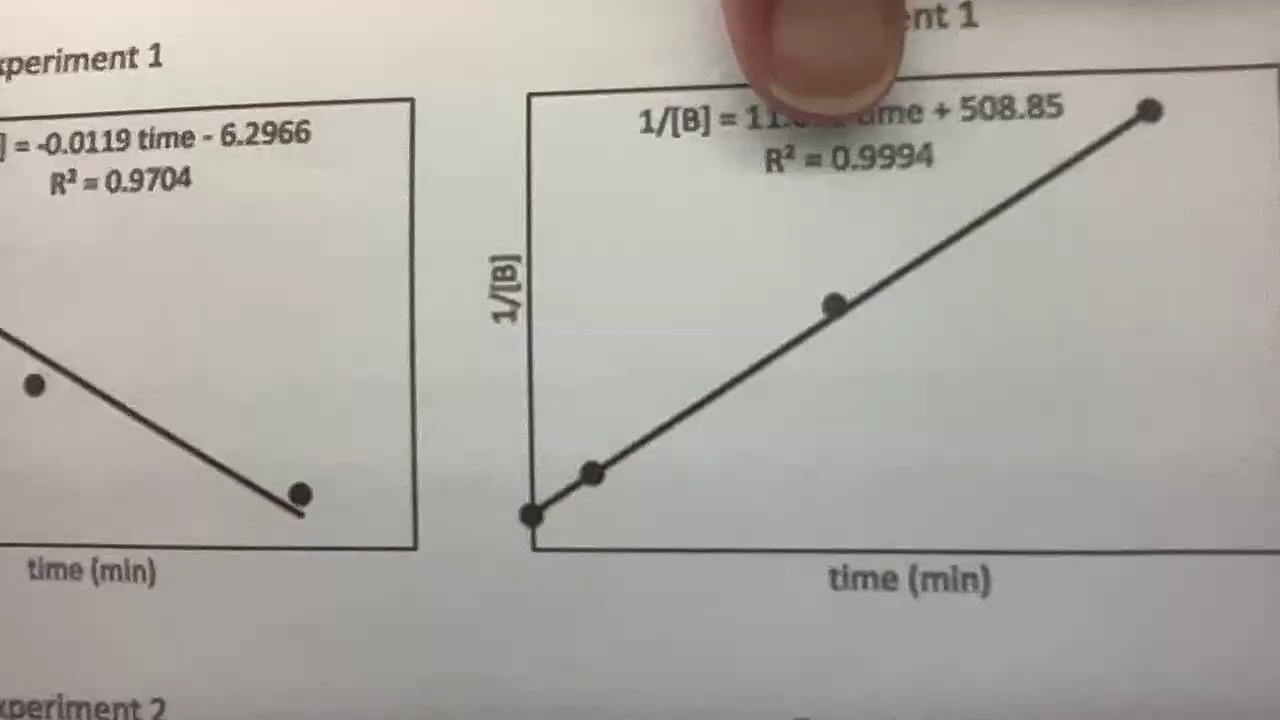 xperiment 1
nt 1
] = -0.0119 time - 6.2966
R² = 0.9704
1/[B] = 11. time + 508.85
R² = 0.9994
1/[B]
time (min)
time (min)
xperiment 2